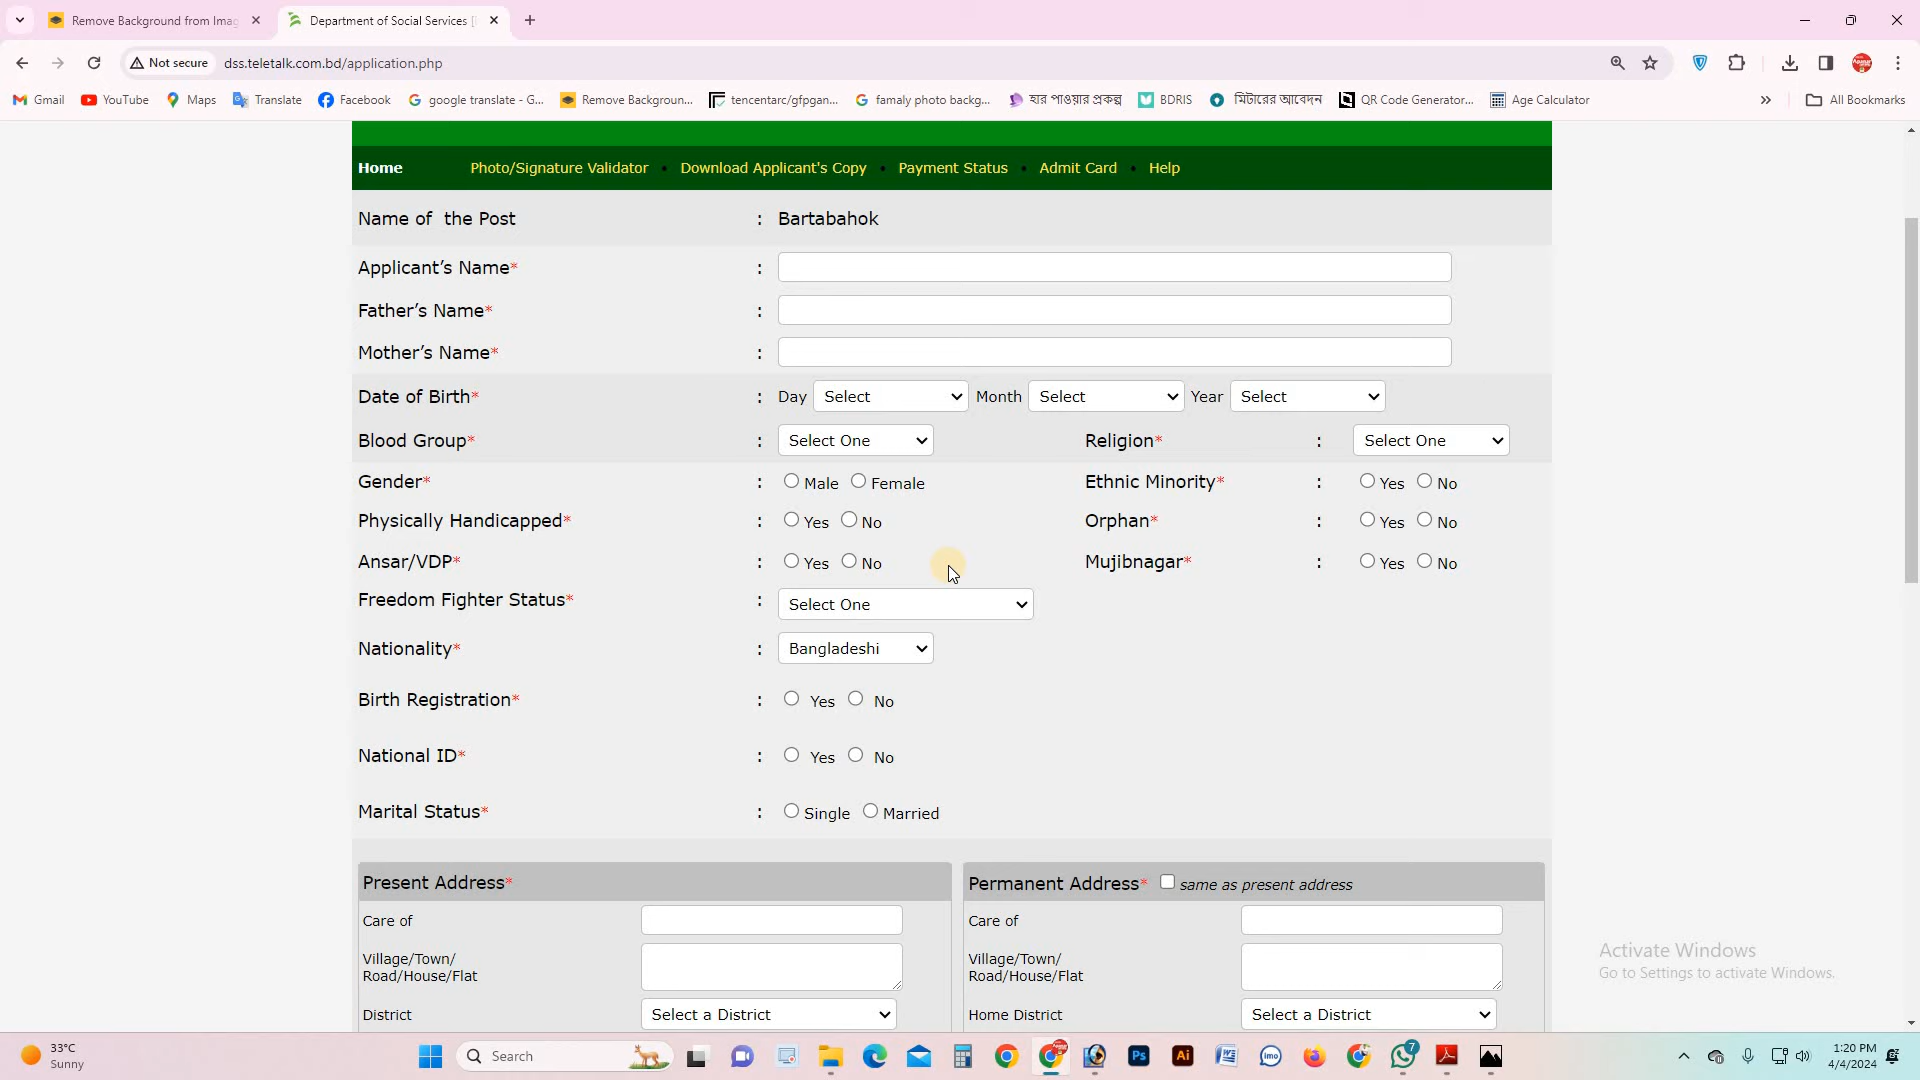 Remove Background from Imag
Department of Social Services [
Not secure
dss.teletalk.com.bd/application.php
Gmail YouTube Maps Translate Facebook google translate - G... Remove Backgroun... tencentarc/gfpgan... famaly photo backg... হার পাওয়ার প্রকল্প BDRIS মিটারের আবেদন QR Code Generator... Age Calculator » All Bookmarks
Home Photo/Signature Validator • Download Applicant's Copy • Payment Status • Admit Card • Help
Name of the Post : Bartabahok
Applicant’s Name* :
Father’s Name* :
Mother’s Name* :
Date of Birth* : Day Select Month Select Year Select
Blood Group* : Select One Religion* : Select One
Gender* : Male Female Ethnic Minority* : Yes No
Physically Handicapped* : Yes No Orphan* : Yes No
Ansar/VDP* : Yes No Mujibnagar* : Yes No
Freedom Fighter Status* : Select One
Nationality* : Bangladeshi
Birth Registration* : Yes No
National ID* : Yes No
Marital Status* : Single Married
Present Address* Permanent Address* same as present address
Care of Care of
Village/Town/ Village/Town/
Road/House/Flat Road/House/Flat
District Select a District Home District Select a District
Activate Windows
Go to Settings to activate Windows.
33°C
Sunny
Search
Ps
Ai
imo
7
1:20 PM
4/4/2024